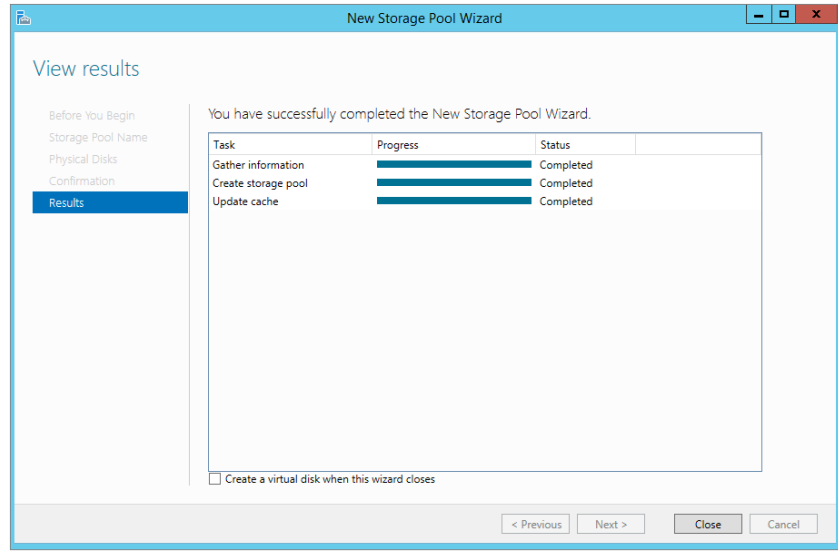 New Storage Pool Wizard
View results
Before You Begin
Storage Pool Name
Physical Disks
Confirmation
Results
You have successfully completed the New Storage Pool Wizard.
Task Progress Status
Gather information Completed
Create storage pool Completed
Update cache Completed
Create a virtual disk when this wizard closes
< Previous Next > Close Cancel